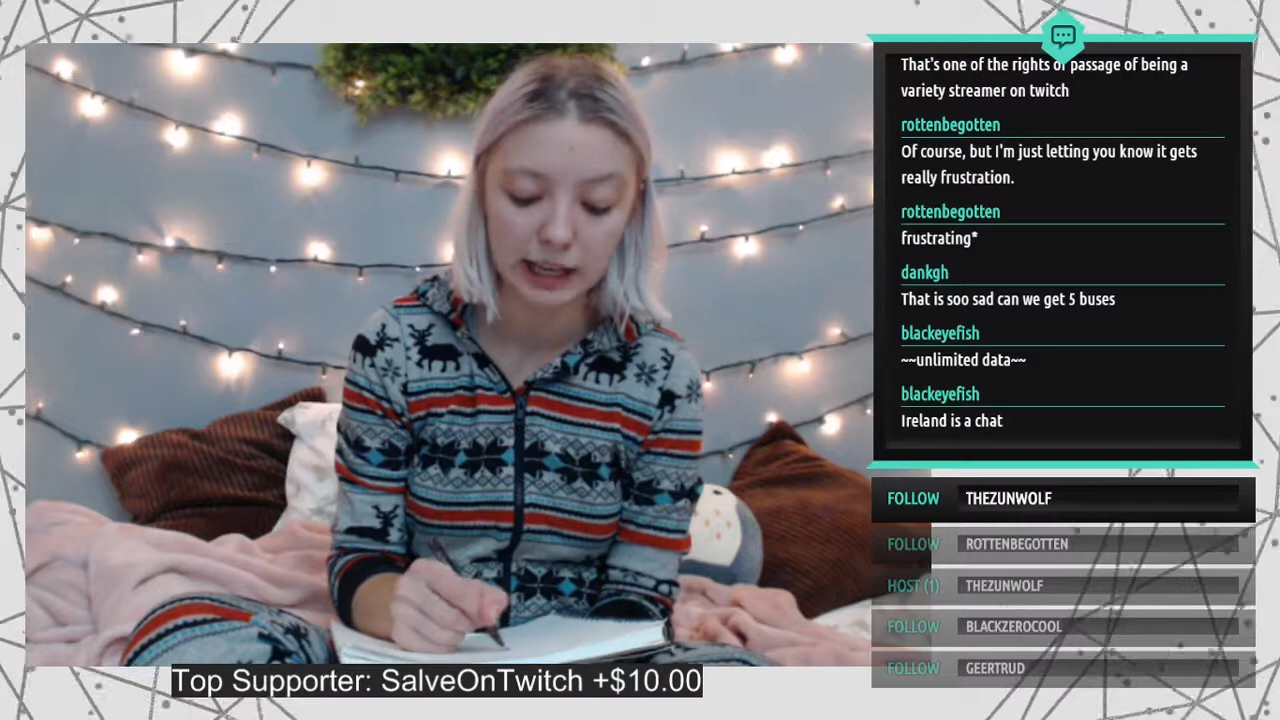 That's one of the rights of passage of being a
variety streamer on twitch
rottenbegotten
Of course, but I'm just letting you know it gets
really frustration.
rottenbegotten
frustrating*
dankgh
That is soo sad can we get 5 buses
blackeyefish
~~unlimited data~~
blackeyefish
Ireland is a chat
FOLLOW THEZUNWOLF
FOLLOW ROTTENBEGOTTEN
HOST (1) THEZUNWOLF
FOLLOW BLACKZEROCOOL
FOLLOW GEERTRUD
Top Supporter: SalveOnTwitch +$10.00